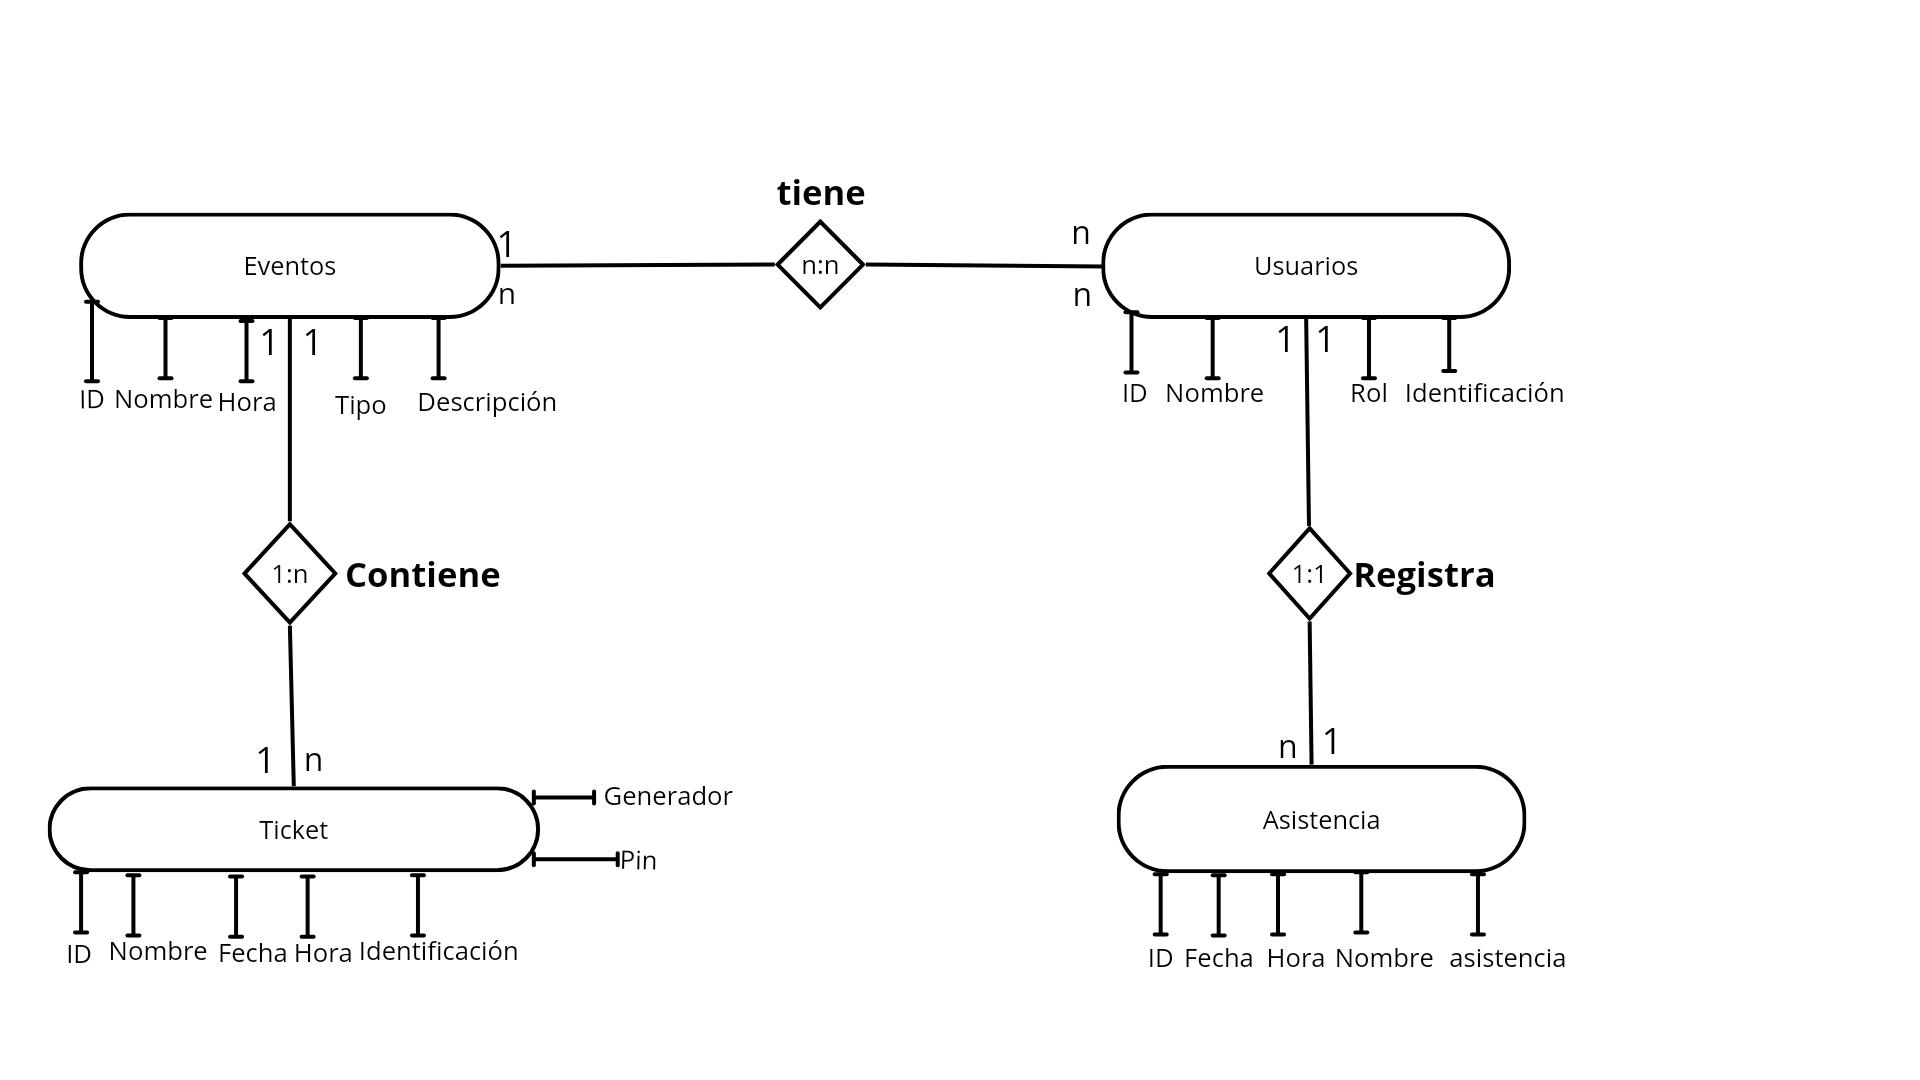 tiene
Eventos
1
n:n
n
Usuarios
n
n
1
1
1
1
ID Nombre Hora Tipo Descripción
ID Nombre Rol Identificación
1:n
Contiene
1:1
Registra
1
n
n
1
Generador
Ticket
Asistencia
Pin
ID Nombre Fecha Hora Identificación
ID Fecha Hora Nombre asistencia